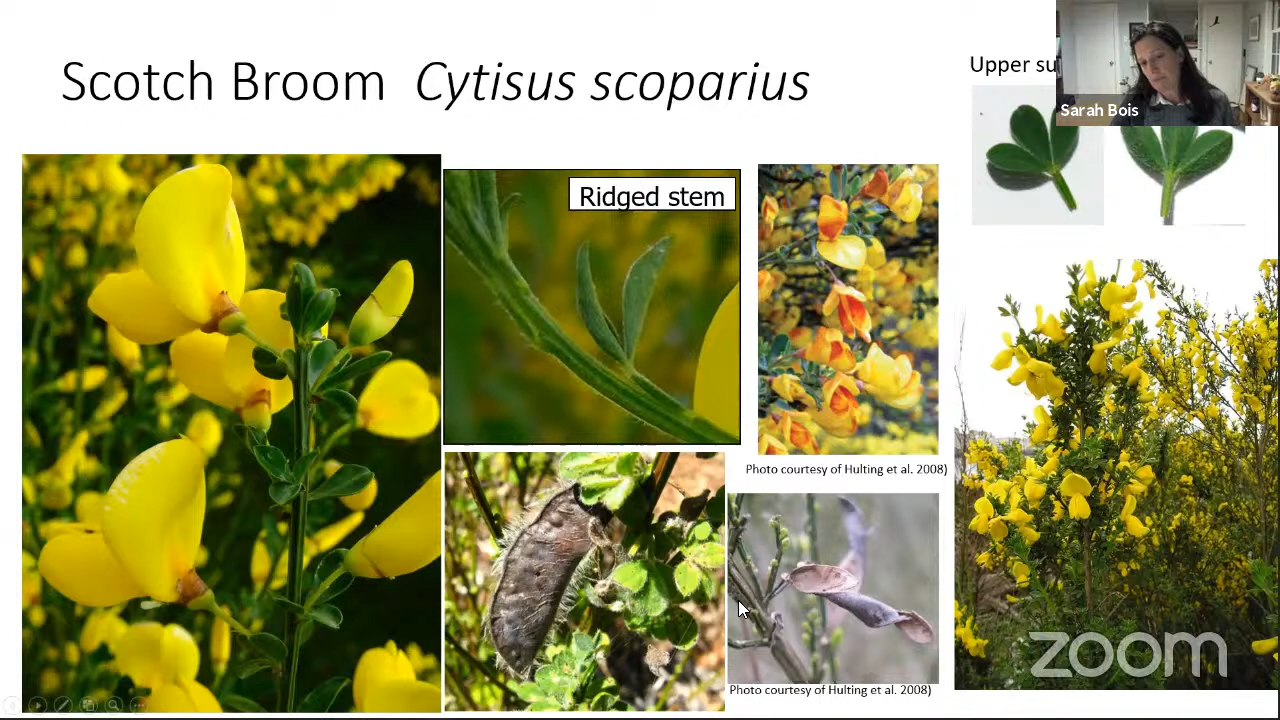 Scotch Broom Cytisus scoparius
Upper su
Sarah Bois
Ridged stem
Photo courtesy of Hulting et al. 2008)
Photo courtesy of Hulting et al. 2008)
zoom